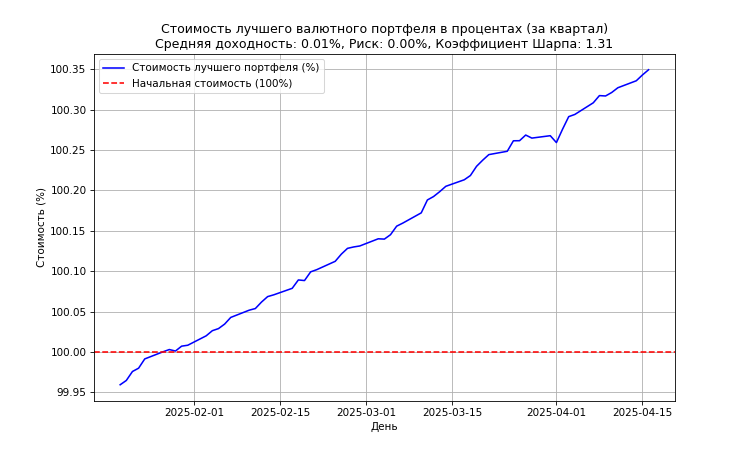 Стоимость лучшего валютного портфеля в процентах (за квартал)
Средняя доходность: 0.01%, Риск: 0.00%, Коэффициент Шарпа: 1.31
Стоимость лучшего портфеля (%)
Начальная стоимость (100%)
Стоимость (%)
100.35
100.30
100.25
100.20
100.15
100.10
100.05
100.00
99.95
2025-02-01
2025-02-15
2025-03-01
2025-03-15
2025-04-01
2025-04-15
День